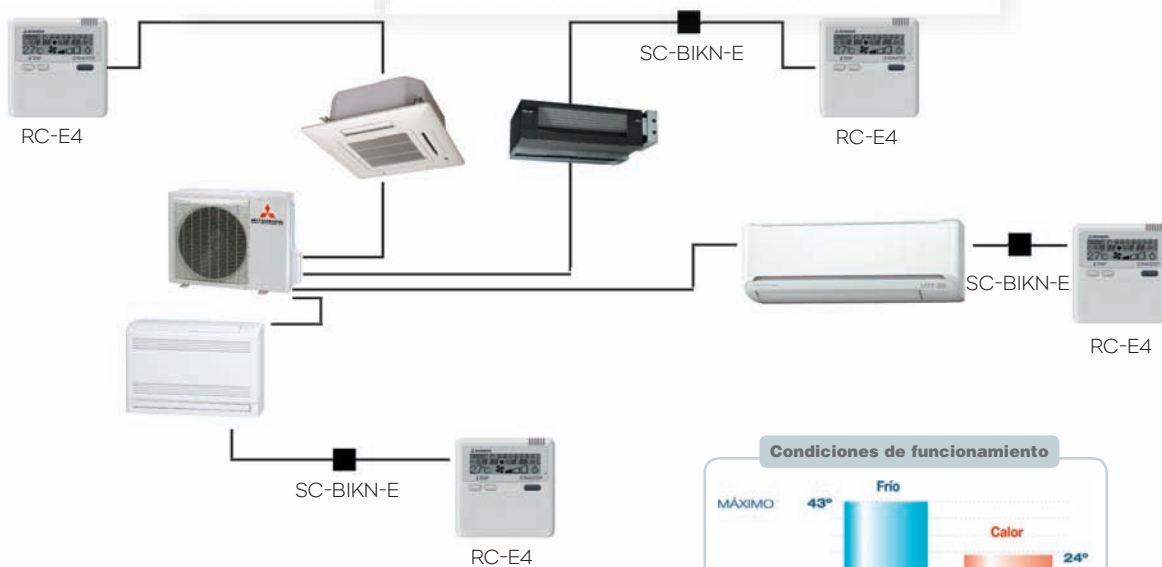 SC-BIKN-E
RC-E4
RC-E4
SC-BIKN-E
RC-E4
SC-BIKN-E
RC-E4
Condiciones de funcionamiento
Frío
MÁXIMO 43º
Calor
24º